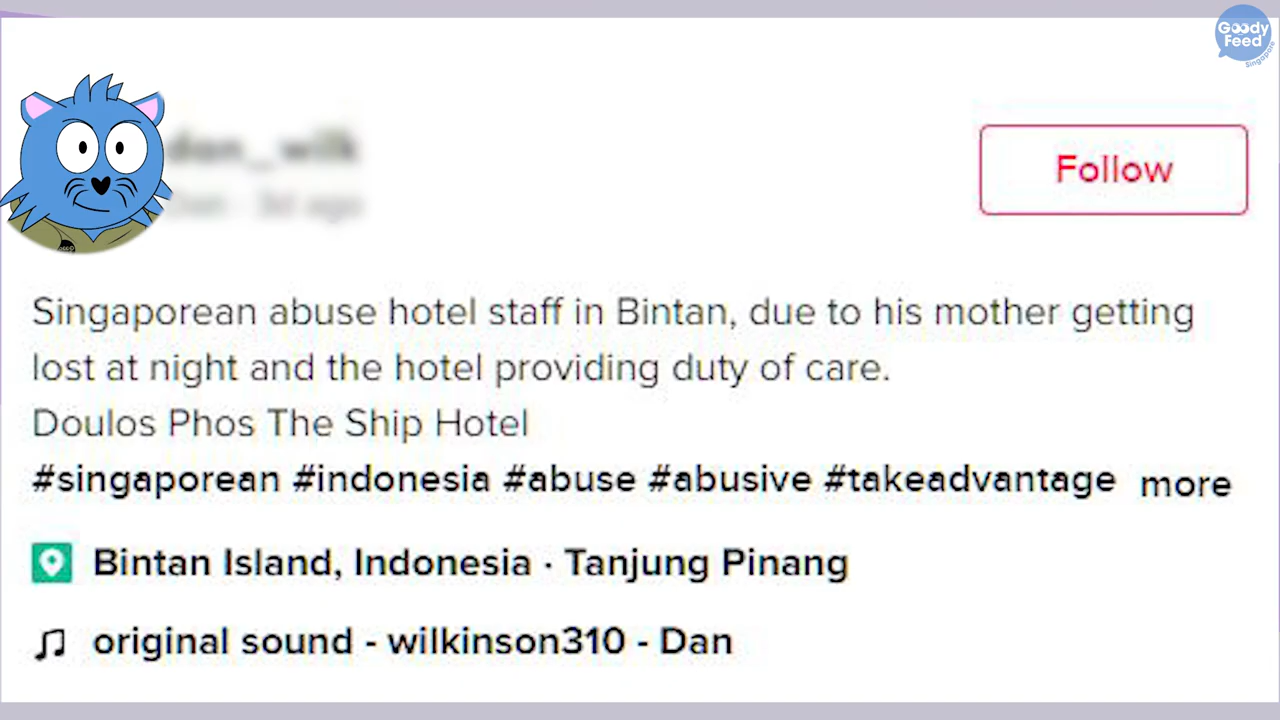 Goody
Feed
Singapore
dan_wilk
Follow
Singaporean abuse hotel staff in Bintan, due to his mother getting
lost at night and the hotel providing duty of care.
Doulos Phos The Ship Hotel
#singaporean #indonesia #abuse #abusive #takeadvantage more
Bintan Island, Indonesia · Tanjung Pinang
original sound - wilkinson310 - Dan